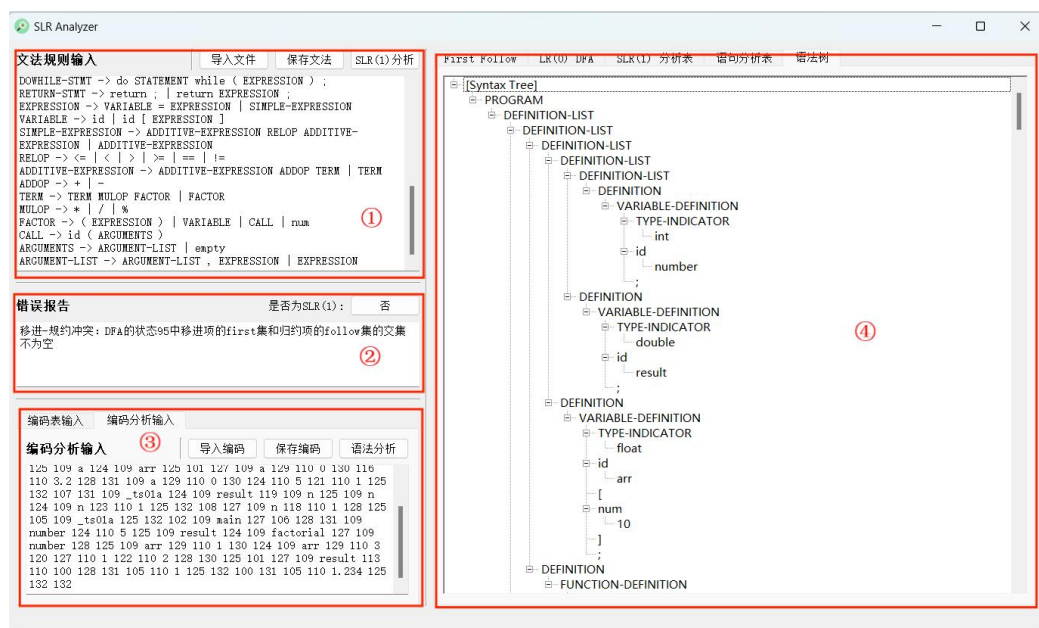 SLR Analyzer
文法规则输入
导入文件
保存文法
SLR(1)分析
DOWHILE-STMT -> do STATEMENT while ( EXPRESSION ) ;
RETURN-STMT -> return ; | return EXPRESSION ;
EXPRESSION -> VARIABLE = EXPRESSION | SIMPLE-EXPRESSION
VARIABLE -> id | id [ EXPRESSION ]
SIMPLE-EXPRESSION -> ADDITIVE-EXPRESSION RELOP ADDITIVE-
EXPRESSION | ADDITIVE-EXPRESSION
RELOP -> <= | < | > | >= | == | !=
ADDITIVE-EXPRESSION -> ADDITIVE-EXPRESSION ADDOP TERM | TERM
ADDOP -> + | -
TERM -> TERM MULOP FACTOR | FACTOR
MULOP -> * | / | %
FACTOR -> ( EXPRESSION ) | VARIABLE | CALL | num
CALL -> id ( ARGUMENTS )
ARGUMENTS -> ARGUMENT-LIST | empty
ARGUMENT-LIST -> ARGUMENT-LIST , EXPRESSION | EXPRESSION
①
错误报告
是否为SLR(1):
否
移进-规约冲突: DFA的状态95中移进项的first集和归约项的follow集的交集
不为空
②
编码表输入
编码分析输入
编码分析输入
③
导入编码
保存编码
语法分析
125 109 a 124 109 arr 125 101 127 109 a 129 110 0 130 116
110 3.2 128 131 109 a 129 110 0 130 124 110 5 121 110 1 125
132 107 131 109 _ts01a 124 109 result 119 109 n 125 109 n
124 109 n 123 110 1 125 132 108 127 109 n 118 110 1 128 125
105 109 _ts01a 125 132 102 109 main 127 106 128 131 109
number 124 110 5 125 109 result 124 109 factorial 127 109
number 128 125 109 arr 129 110 1 130 124 109 arr 129 110 3
120 127 110 1 122 110 2 128 130 125 101 127 109 result 113
110 100 128 131 105 110 1 125 132 100 131 105 110 1.234 125
132 132
First Follow
LR(0) DFA
SLR(1) 分析表
语句分析表
语法树
[Syntax Tree]
PROGRAM
DEFINITION-LIST
DEFINITION-LIST
DEFINITION-LIST
DEFINITION-LIST
DEFINITION-LIST
DEFINITION
VARIABLE-DEFINITION
TYPE-INDICATOR
int
id
number
;
DEFINITION
VARIABLE-DEFINITION
TYPE-INDICATOR
double
id
result
;
DEFINITION
VARIABLE-DEFINITION
TYPE-INDICATOR
float
id
arr
[
num
10
]
;
DEFINITION
FUNCTION-DEFINITION
④